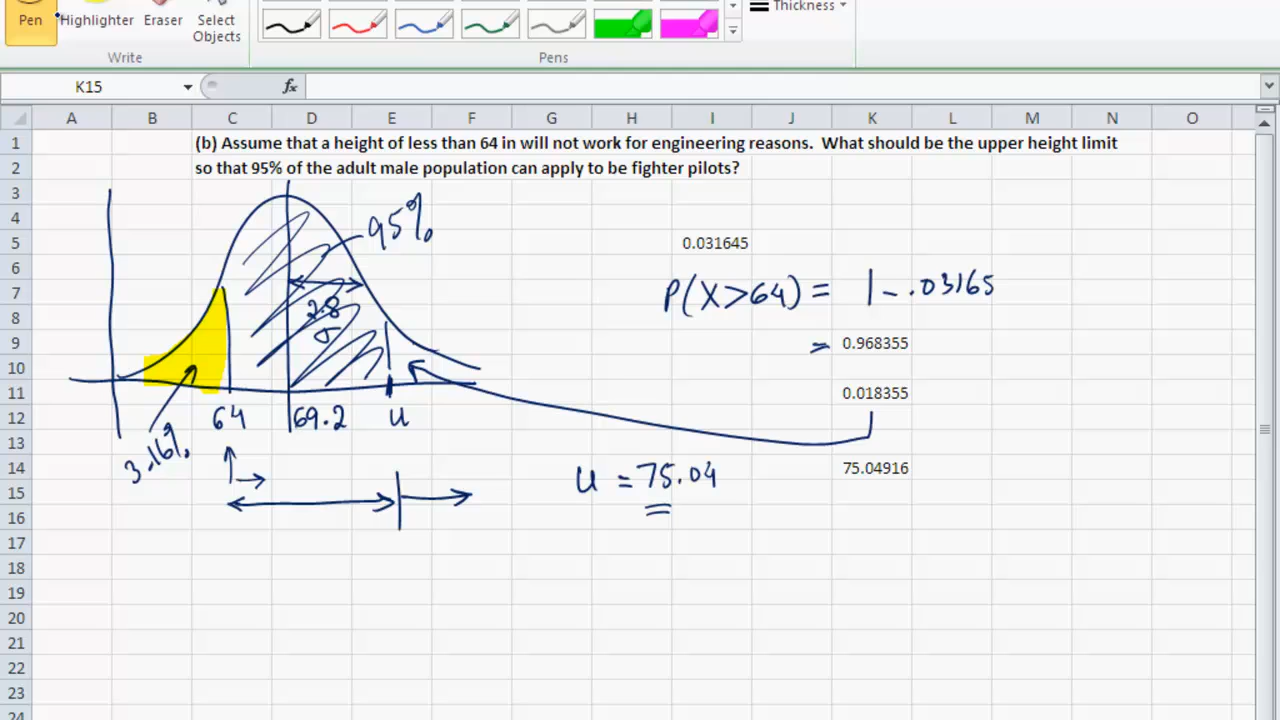 Pen
Highlighter
Eraser
Select
Objects
Thickness
Write
Pens
K15
fx
A B C D E F G H I J K L M N O
1 (b) Assume that a height of less than 64 in will not work for engineering reasons. What should be the upper height limit
2 so that 95% of the adult male population can apply to be fighter pilots?
3
4 95%
5 0.031645
6
7 P(X>64) = 1 - .03165
8 2.8
9 σ = 0.968355
10
11 0.018355
12 64 69.2 u
13 3.16%
14 u = 75.04 75.04916
15
16
17
18
19
20
21
22
23
24